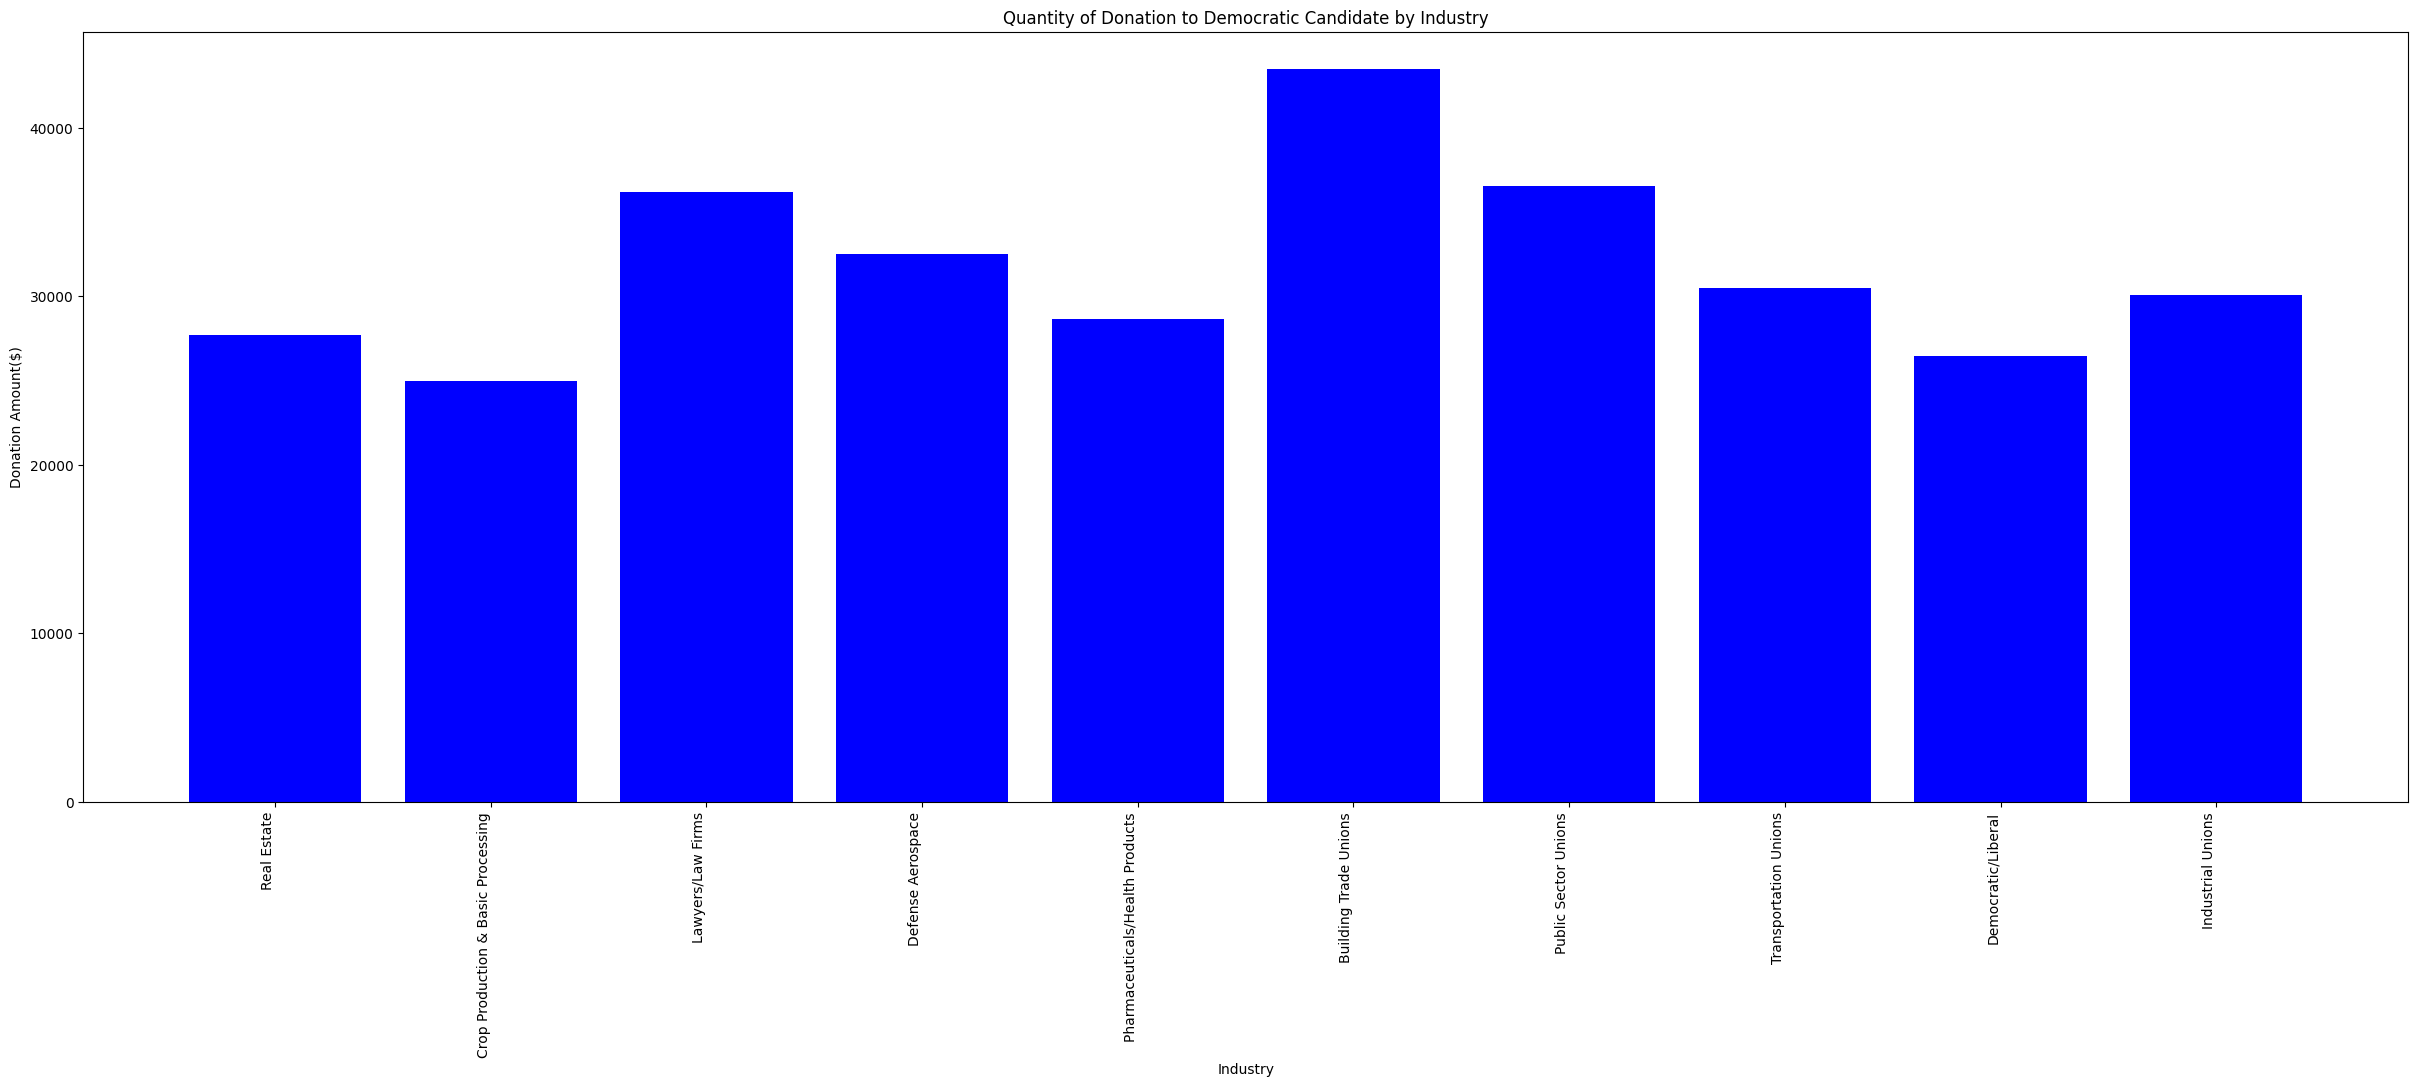 Quantity of Donation to Democratic Candidate by Industry
Donation Amount($)
40000
30000
20000
10000
0
Real Estate
Crop Production & Basic Processing
Lawyers/Law Firms
Defense Aerospace
Pharmaceuticals/Health Products
Building Trade Unions
Public Sector Unions
Transportation Unions
Democratic/Liberal
Industrial Unions
Industry